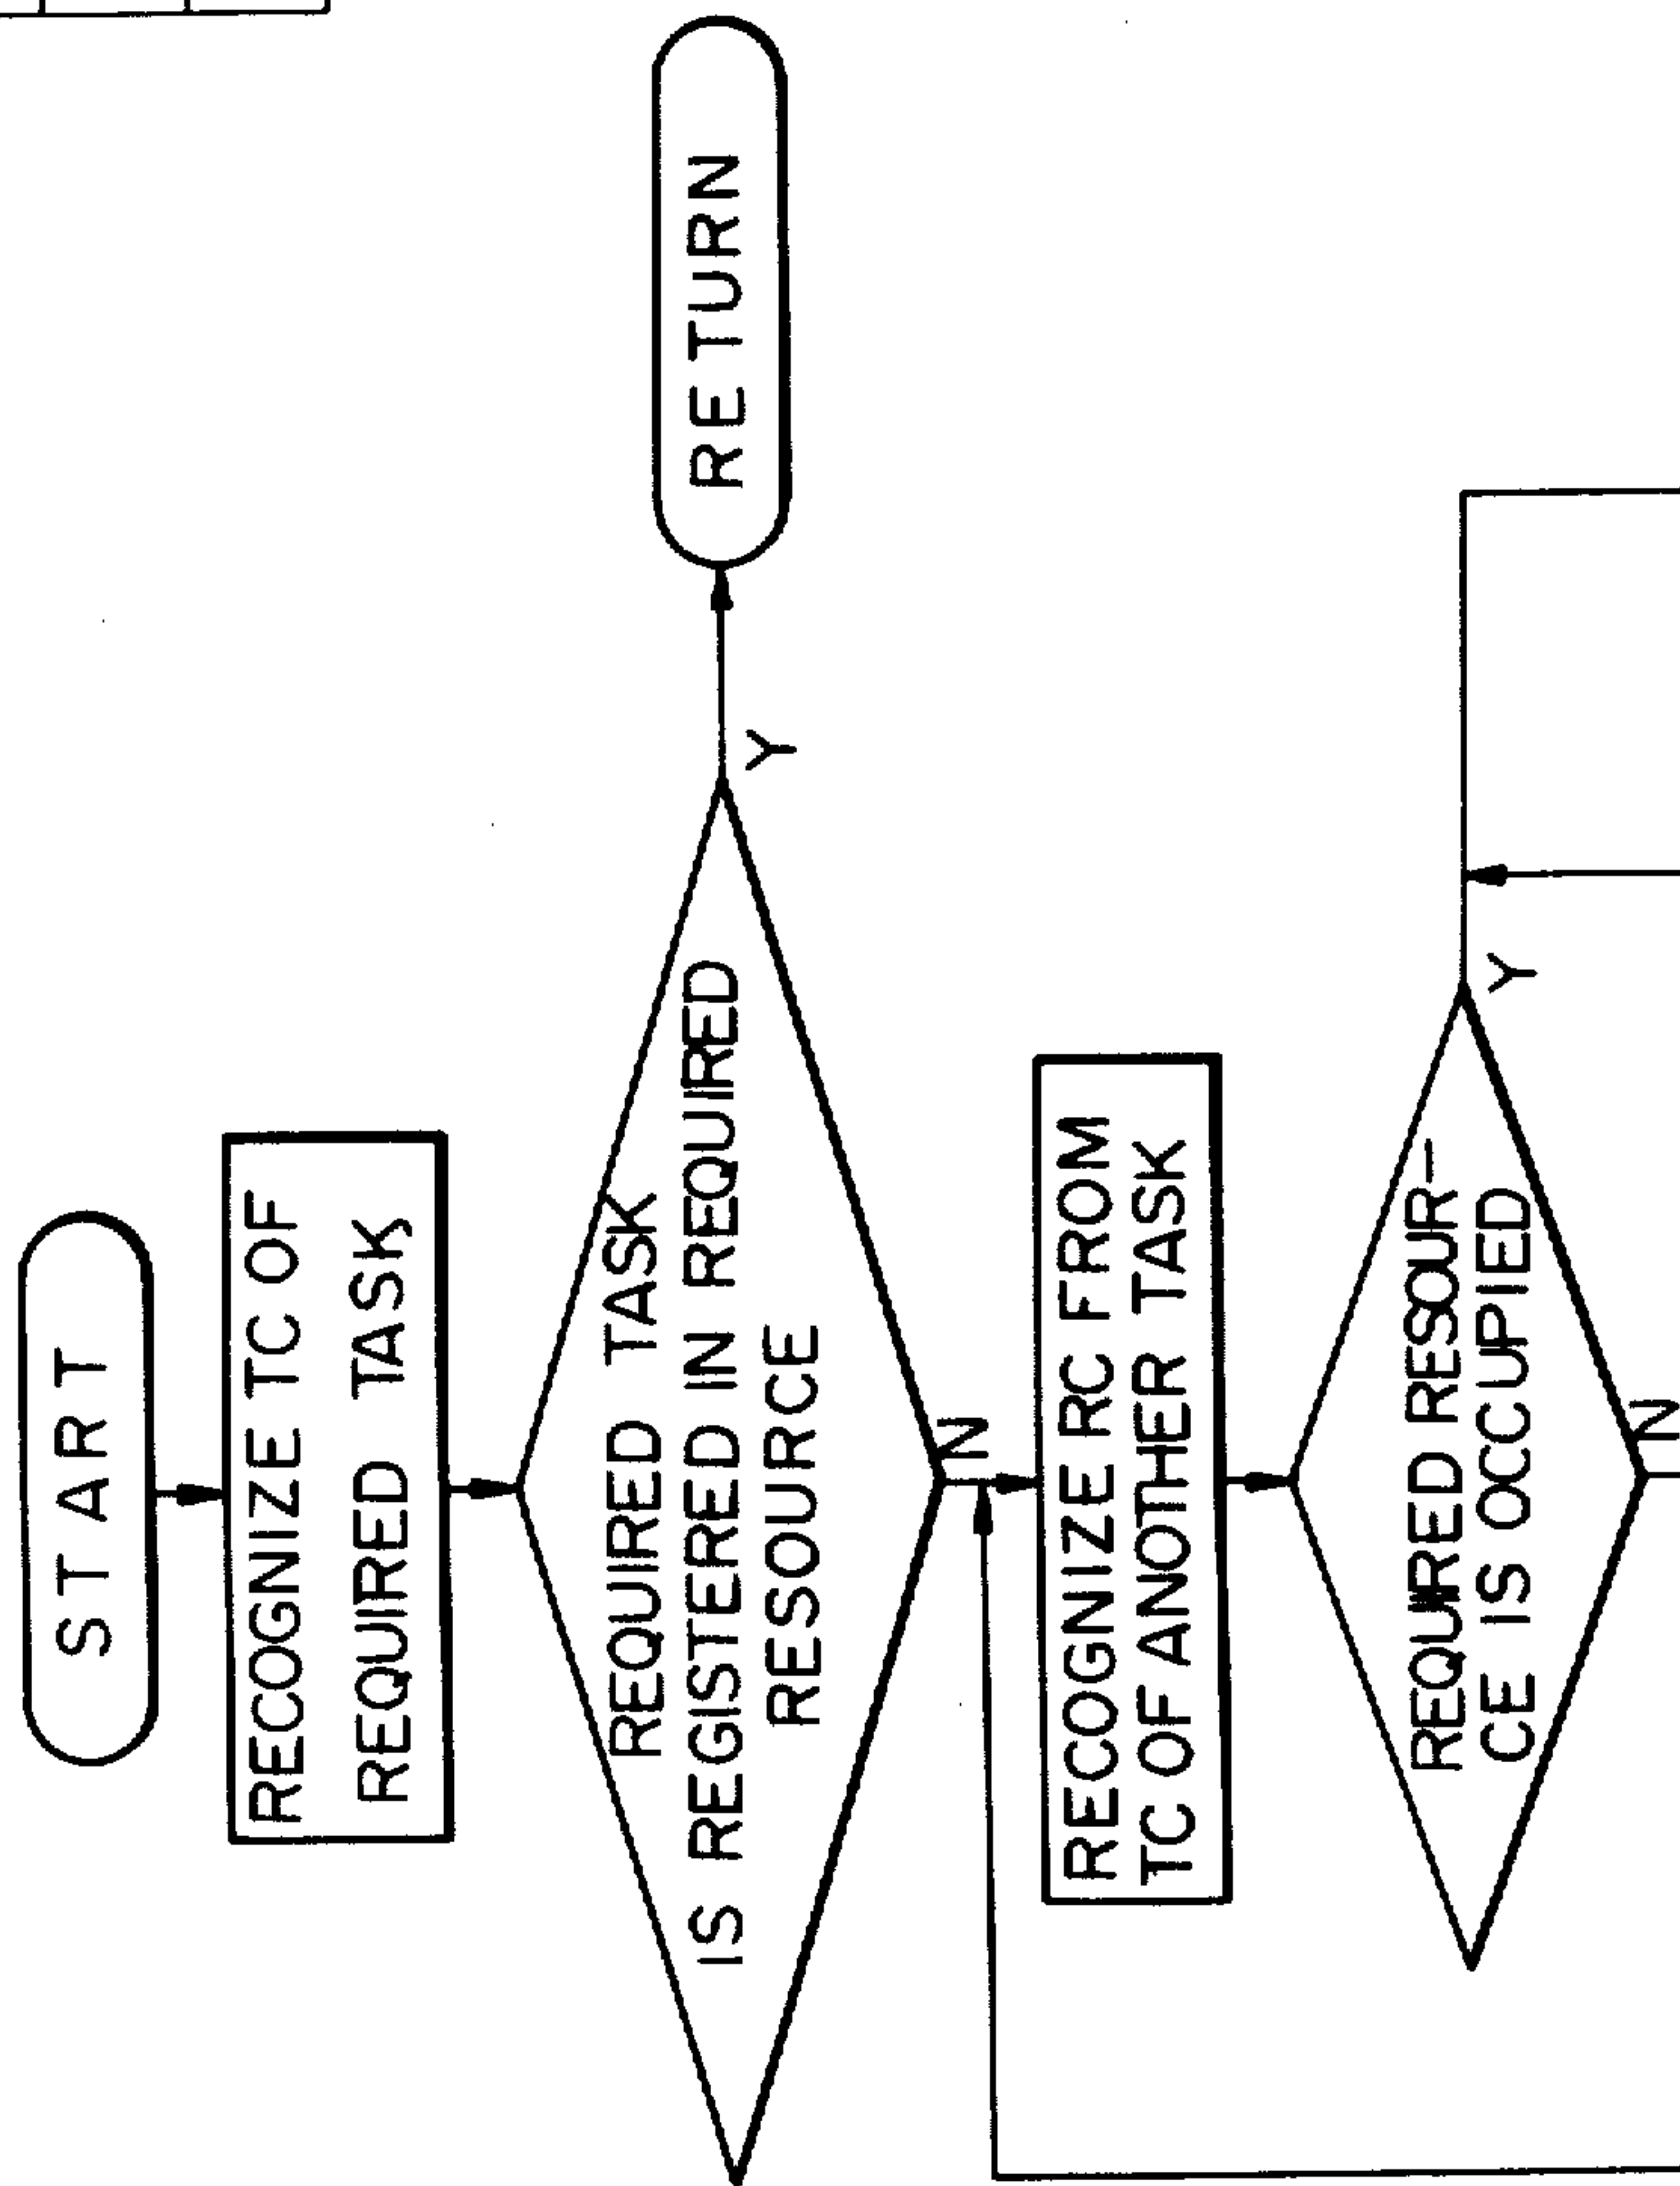 START
RECOGNIZE TC OF
REQUIRED TASK
REQUIRED TASK
IS REGISTERED IN REQUIRED
RESOURCE
Y
RETURN
N
RECOGNIZE RC FROM
TC OF ANOTHER TASK
REQUIRED RESOUR-
CE IS OCCUPIED
Y
N